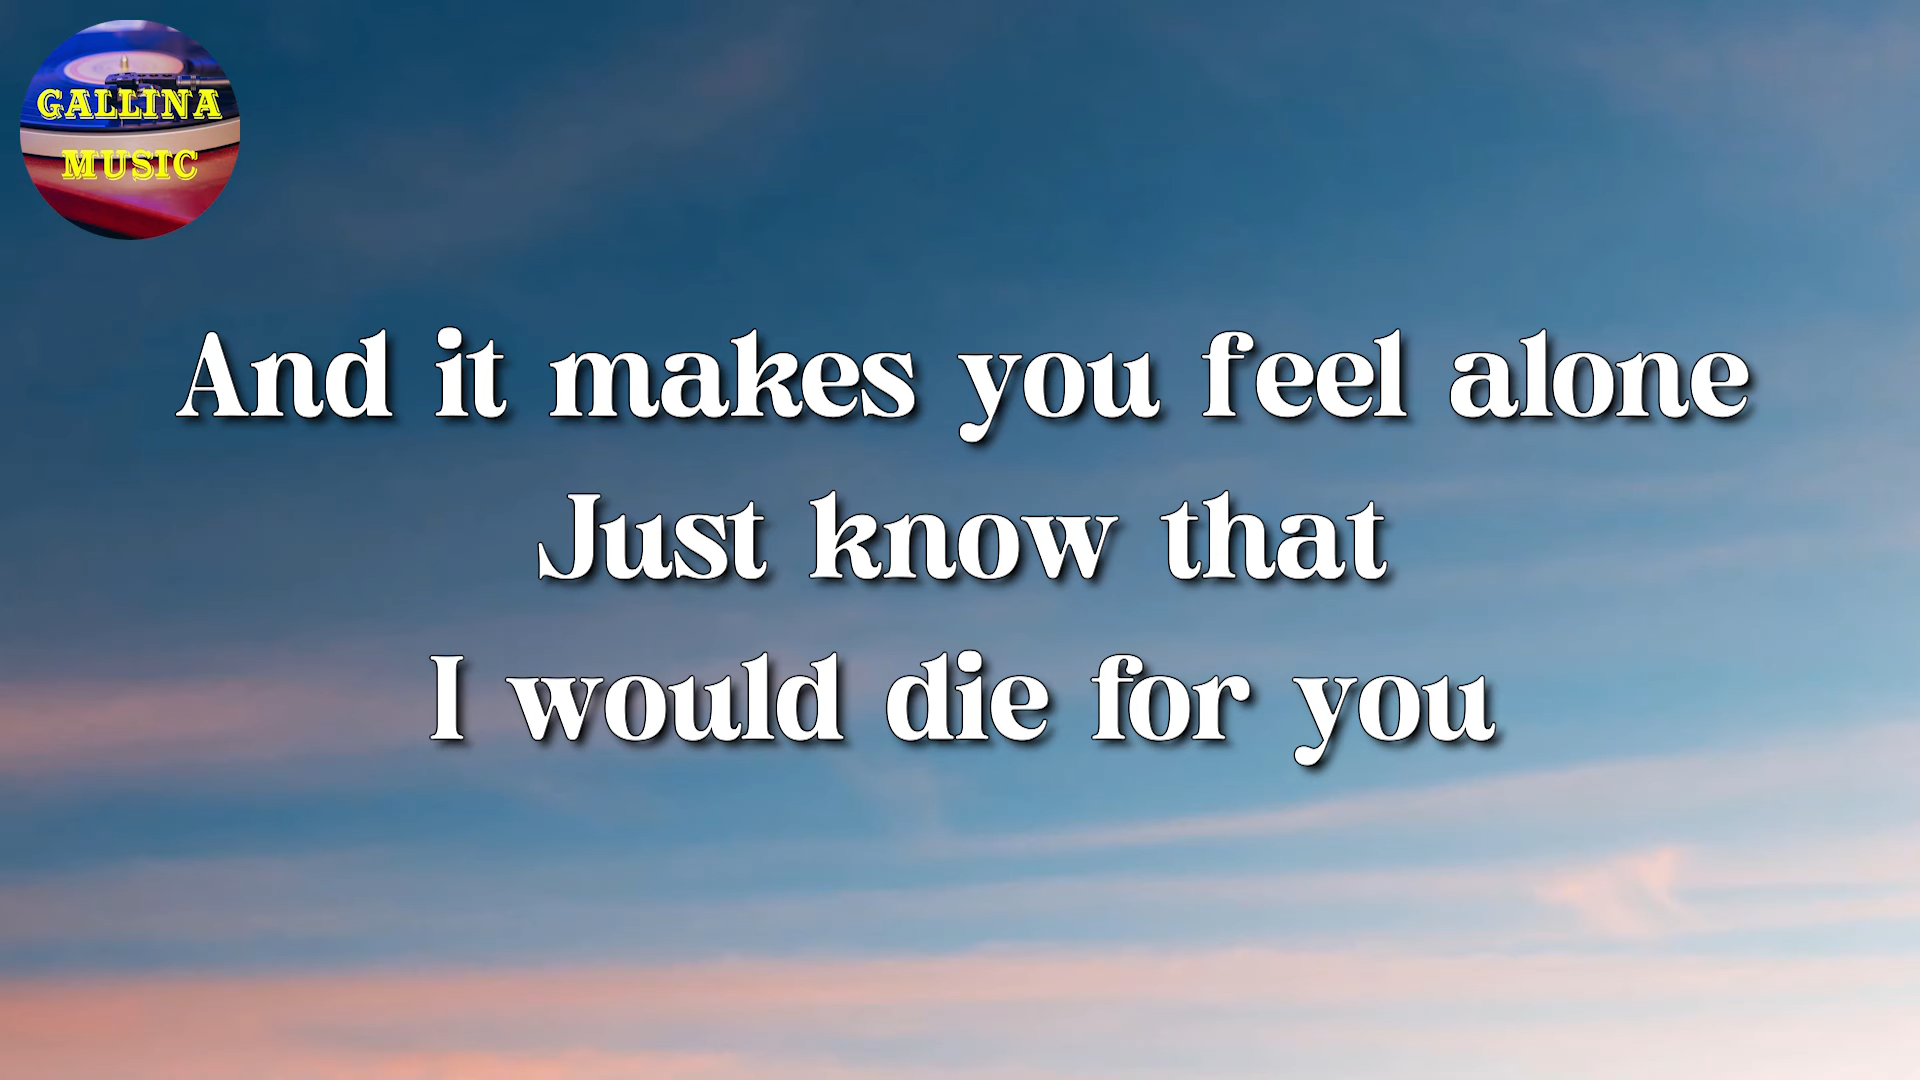 GALLINA
MUSIC
And it makes you feel alone
Just know that
I would die for you